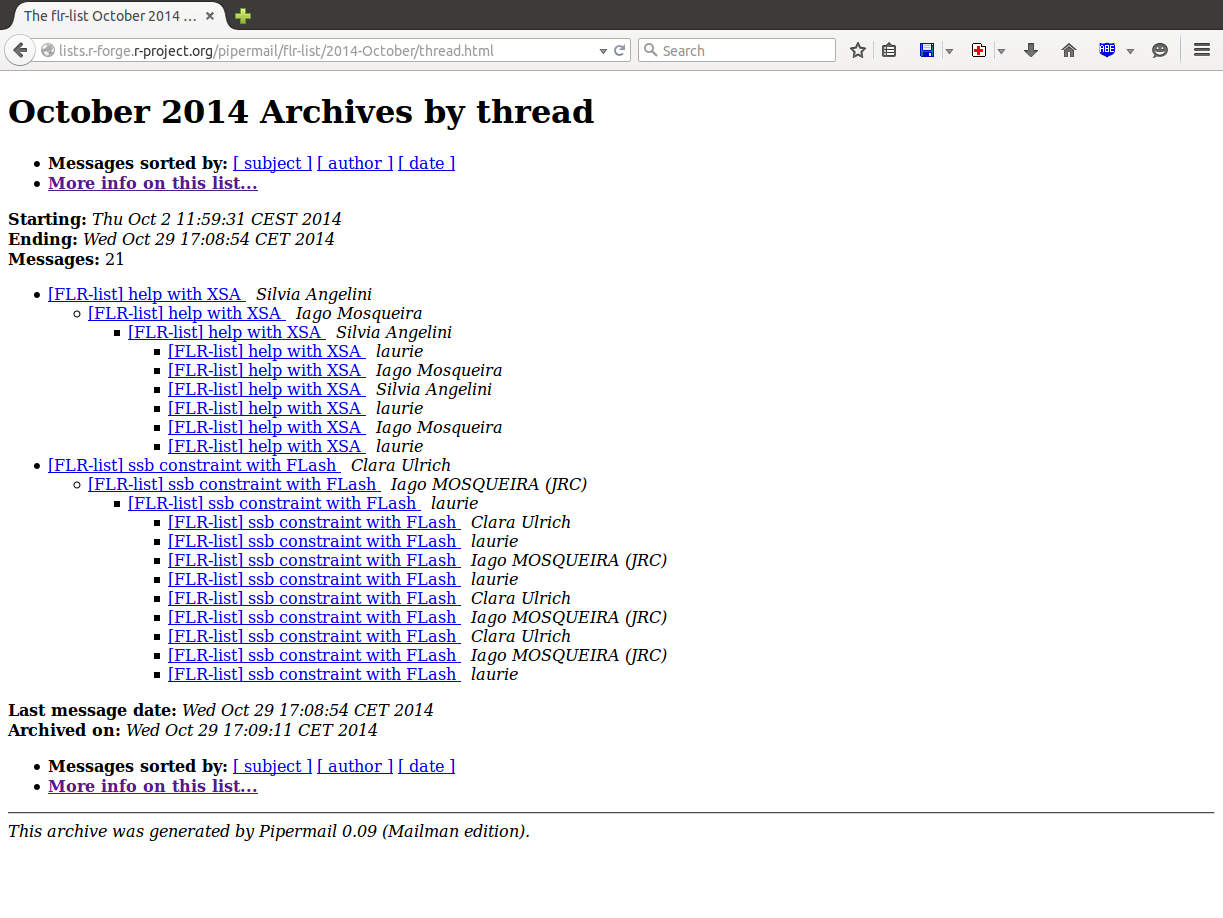 The flr-list October 2014 ...
lists.r-forge.r-project.org/pipermail/flr-list/2014-October/thread.html
Search
ABE
October 2014 Archives by thread
Messages sorted by: [ subject ] [ author ] [ date ]
More info on this list...
Starting: Thu Oct 2 11:59:31 CEST 2014
Ending: Wed Oct 29 17:08:54 CET 2014
Messages: 21
[FLR-list] help with XSA Silvia Angelini
[FLR-list] help with XSA Iago Mosqueira
[FLR-list] help with XSA Silvia Angelini
[FLR-list] help with XSA laurie
[FLR-list] help with XSA Iago Mosqueira
[FLR-list] help with XSA Silvia Angelini
[FLR-list] help with XSA laurie
[FLR-list] help with XSA Iago Mosqueira
[FLR-list] help with XSA laurie
[FLR-list] ssb constraint with FLash Clara Ulrich
[FLR-list] ssb constraint with FLash Iago MOSQUEIRA (JRC)
[FLR-list] ssb constraint with FLash laurie
[FLR-list] ssb constraint with FLash Clara Ulrich
[FLR-list] ssb constraint with FLash laurie
[FLR-list] ssb constraint with FLash Iago MOSQUEIRA (JRC)
[FLR-list] ssb constraint with FLash laurie
[FLR-list] ssb constraint with FLash Clara Ulrich
[FLR-list] ssb constraint with FLash Iago MOSQUEIRA (JRC)
[FLR-list] ssb constraint with FLash Clara Ulrich
[FLR-list] ssb constraint with FLash Iago MOSQUEIRA (JRC)
[FLR-list] ssb constraint with FLash laurie
Last message date: Wed Oct 29 17:08:54 CET 2014
Archived on: Wed Oct 29 17:09:11 CET 2014
Messages sorted by: [ subject ] [ author ] [ date ]
More info on this list...
This archive was generated by Pipermail 0.09 (Mailman edition).